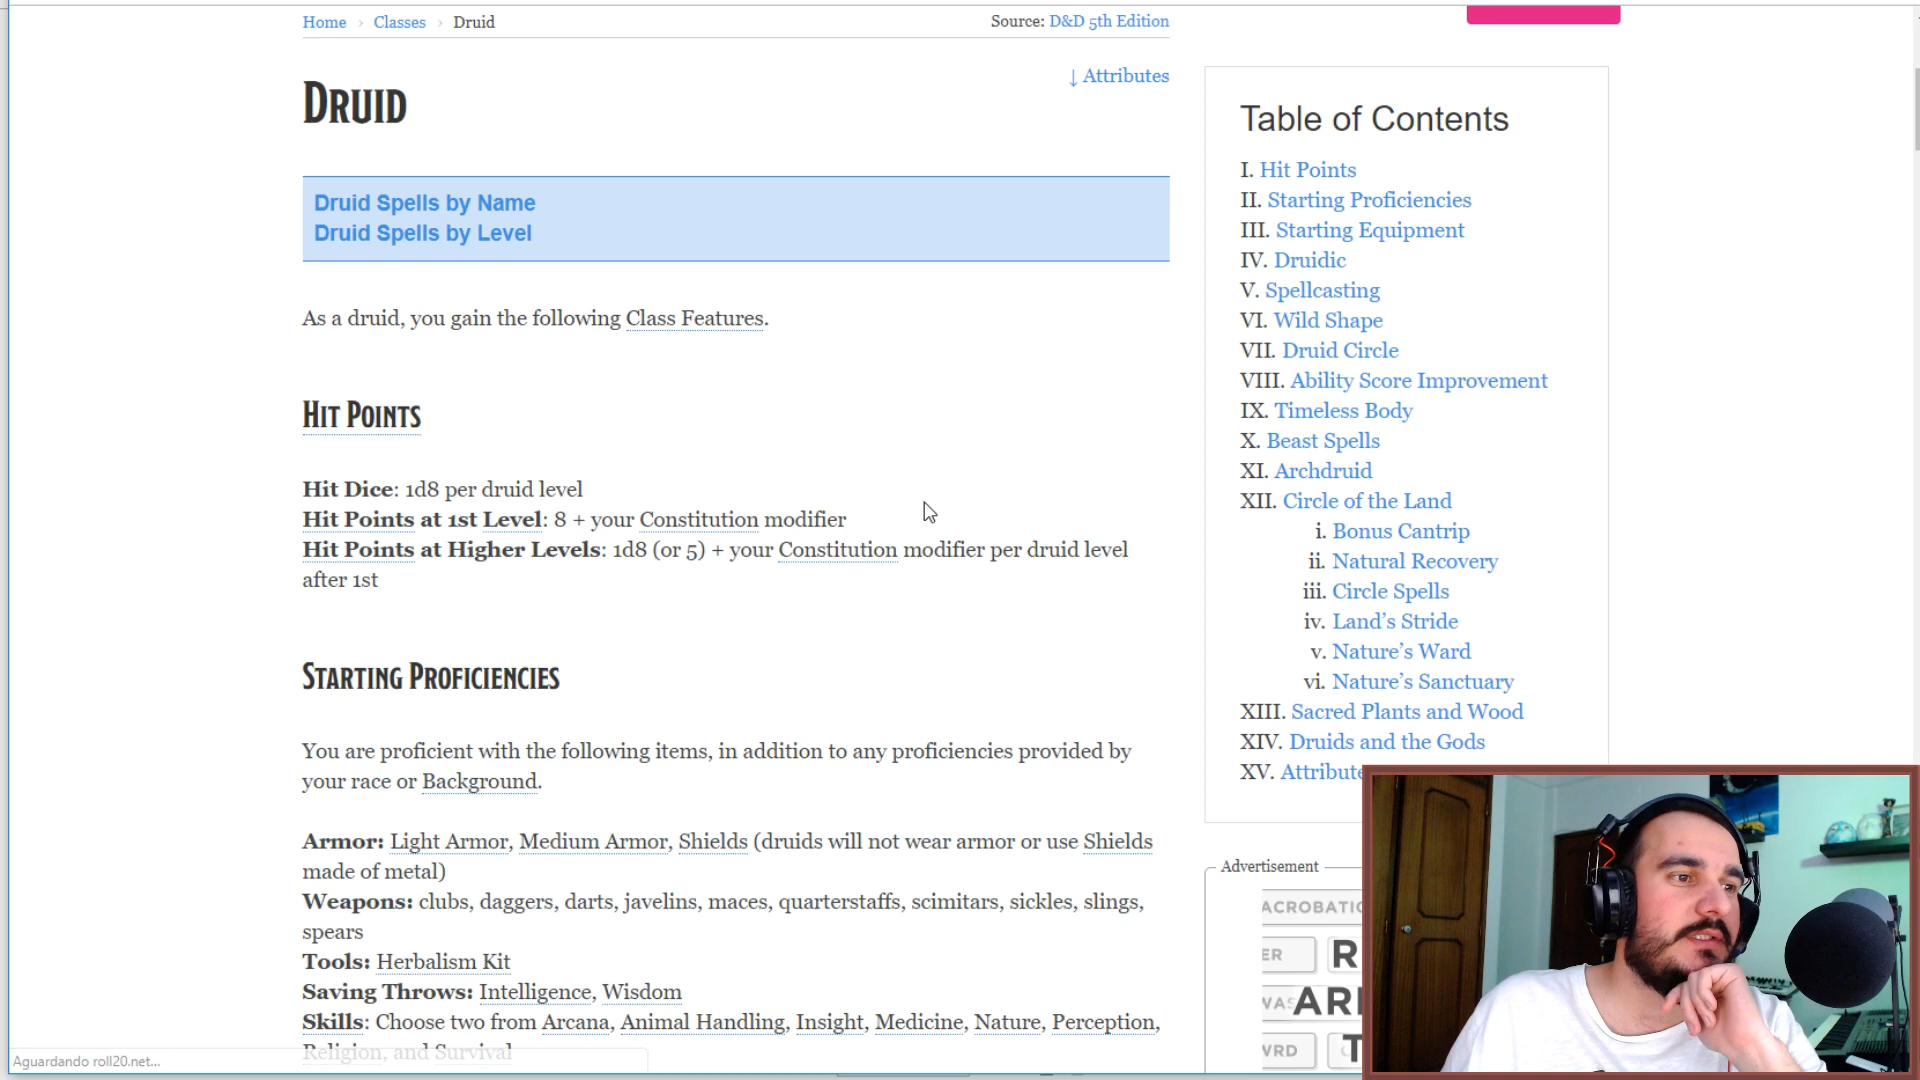 Home › Classes › Druid
Source: D&D 5th Edition
↓ Attributes
DRUID
Druid Spells by Name
Druid Spells by Level
As a druid, you gain the following Class Features.
HIT POINTS
Hit Dice: 1d8 per druid level
Hit Points at 1st Level: 8 + your Constitution modifier
Hit Points at Higher Levels: 1d8 (or 5) + your Constitution modifier per druid level
after 1st
STARTING PROFICIENCIES
You are proficient with the following items, in addition to any proficiencies provided by
your race or Background.
Armor: Light Armor, Medium Armor, Shields (druids will not wear armor or use Shields
made of metal)
Weapons: clubs, daggers, darts, javelins, maces, quarterstaffs, scimitars, sickles, slings,
spears
Tools: Herbalism Kit
Saving Throws: Intelligence, Wisdom
Skills: Choose two from Arcana, Animal Handling, Insight, Medicine, Nature, Perception,
Religion, and Survival
Aguardando roll20.net...
Table of Contents
I. Hit Points
II. Starting Proficiencies
III. Starting Equipment
IV. Druidic
V. Spellcasting
VI. Wild Shape
VII. Druid Circle
VIII. Ability Score Improvement
IX. Timeless Body
X. Beast Spells
XI. Archdruid
XII. Circle of the Land
i. Bonus Cantrip
ii. Natural Recovery
iii. Circle Spells
iv. Land's Stride
v. Nature's Ward
vi. Nature's Sanctuary
XIII. Sacred Plants and Wood
XIV. Druids and the Gods
XV. Attribute
Advertisement
ACROBATIC
ER R
WAS ARI
WRD T